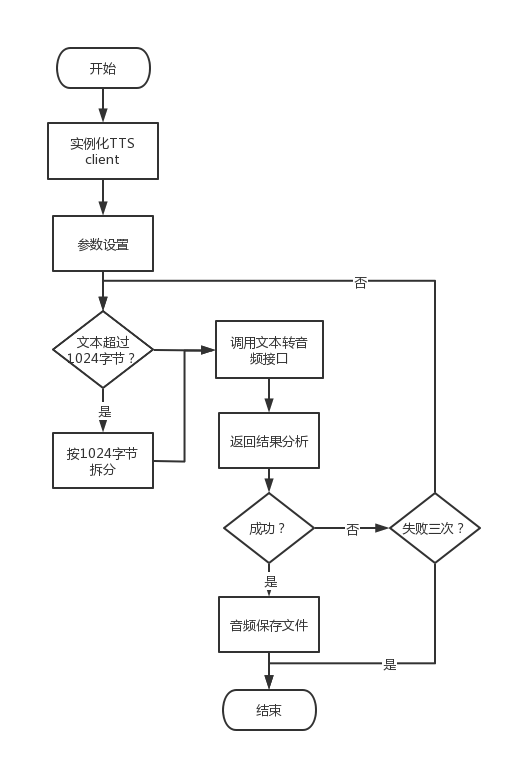 开始
实例化TTS
client
参数设置
否
文本超过
1024字节？
调用文本转音
频接口
是
按1024字节
拆分
返回结果分析
成功？
否
失败三次？
是
音频保存文件
是
结束